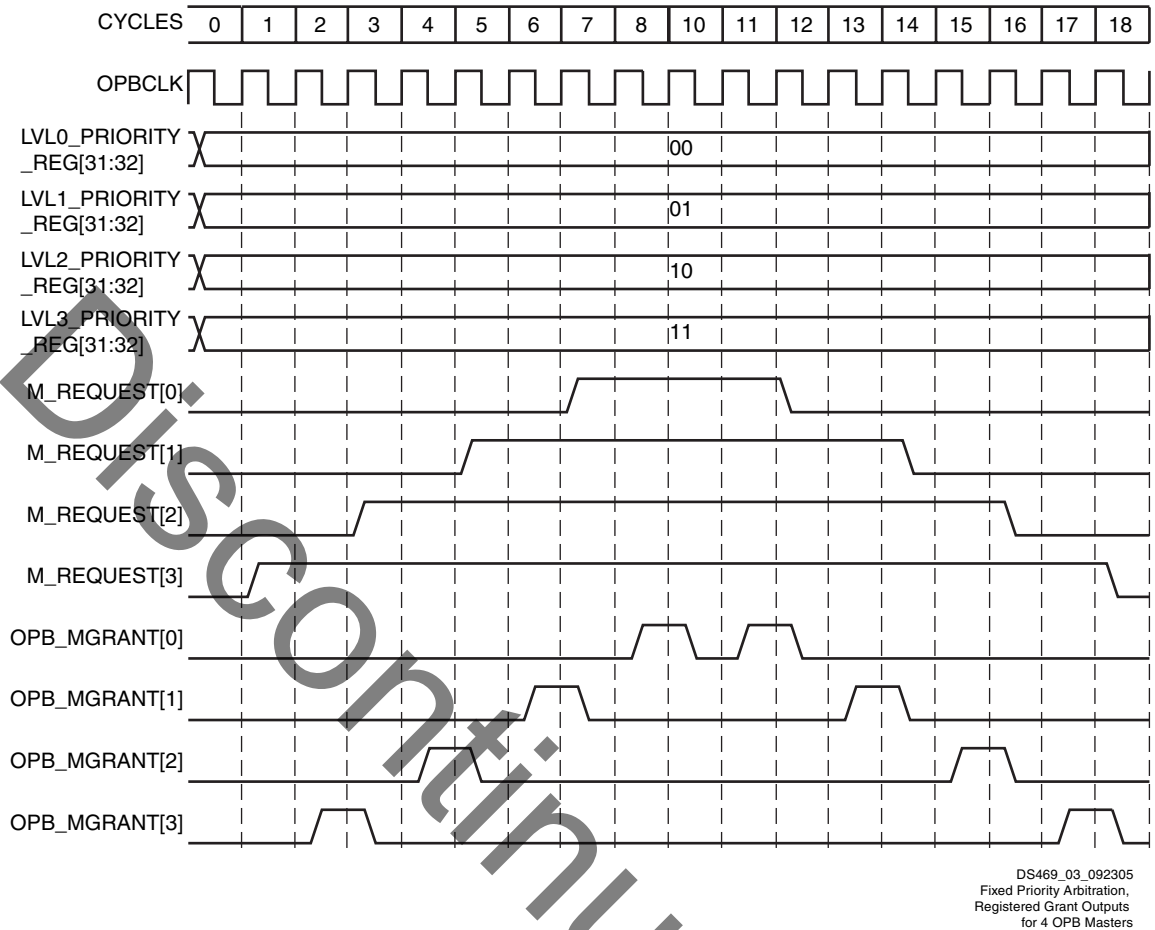 CYCLES 0 1 2 3 4 5 6 7 8 10 11 12 13 14 15 16 17 18
OPBCLK
LVL0_PRIORITY
_REG[31:32]
00
LVL1_PRIORITY
_REG[31:32]
01
LVL2_PRIORITY
_REG[31:32]
10
LVL3_PRIORITY
_REG[31:32]
11
M_REQUEST[0]
M_REQUEST[1]
M_REQUEST[2]
M_REQUEST[3]
OPB_MGRANT[0]
OPB_MGRANT[1]
OPB_MGRANT[2]
OPB_MGRANT[3]
Discontinu
DS469_03_092305
Fixed Priority Arbitration,
Registered Grant Outputs
for 4 OPB Masters